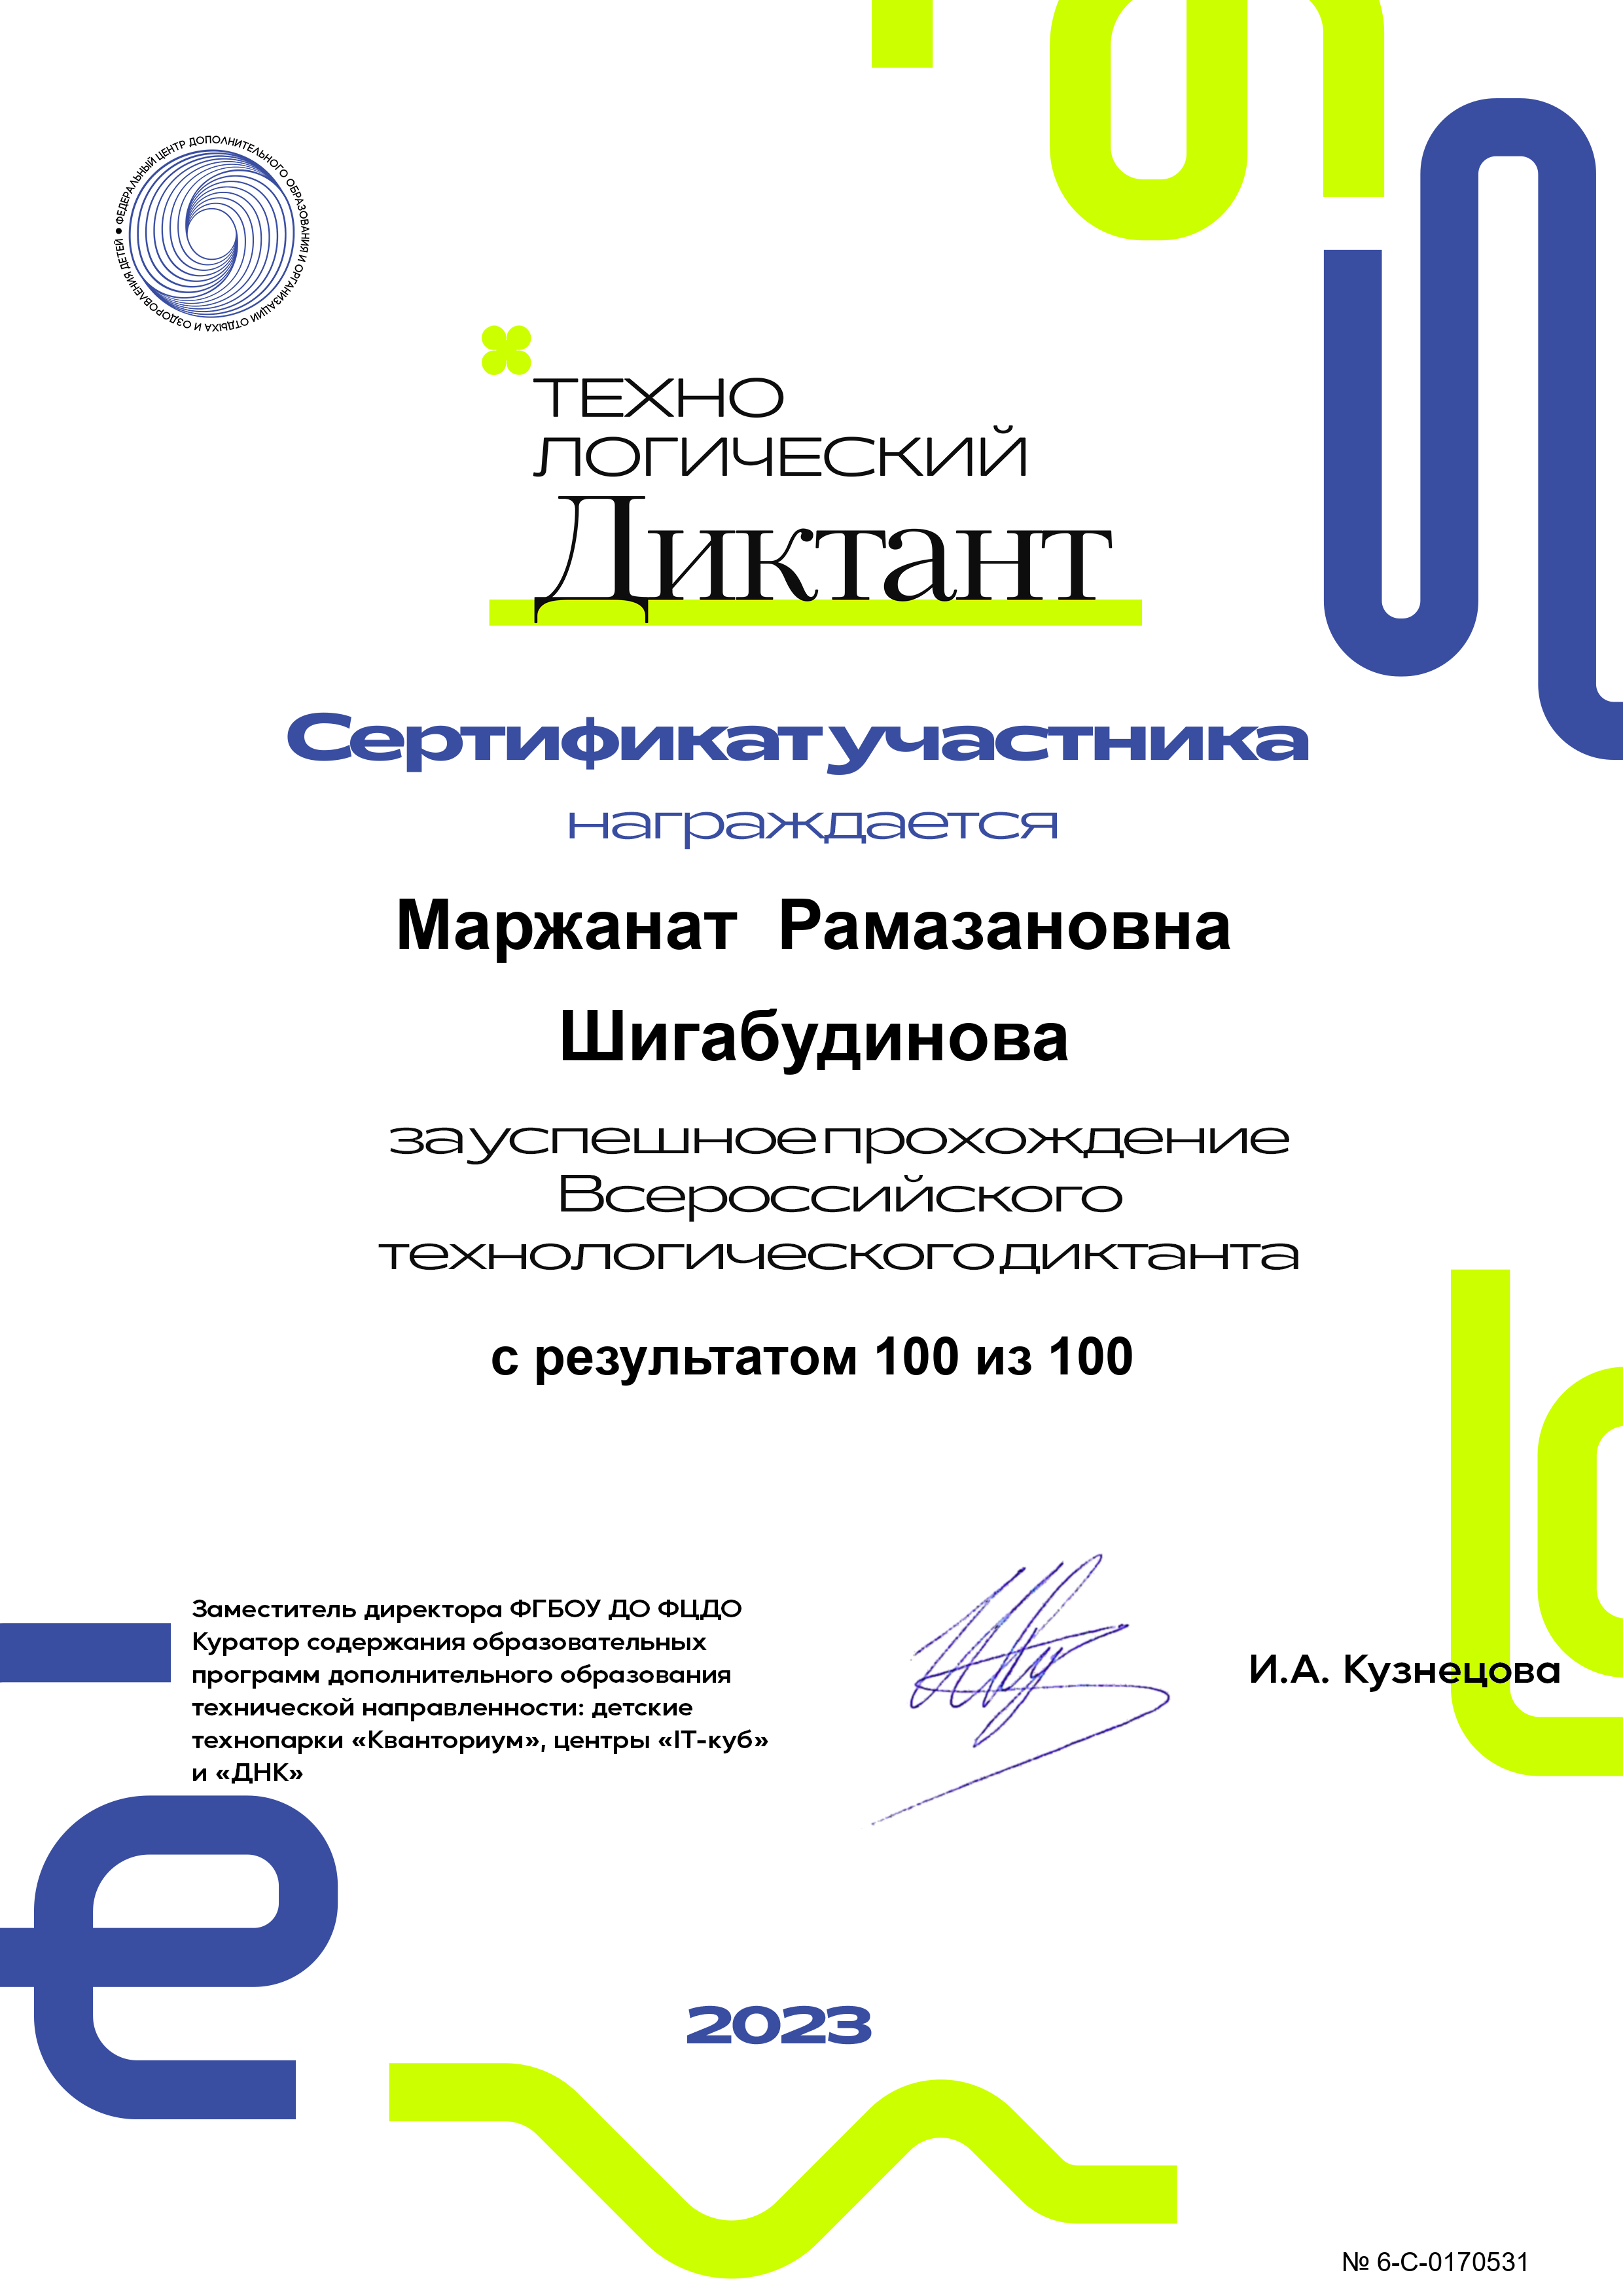 ● ФЕДЕРАЛЬНЫЙ ЦЕНТР ДОПОЛНИТЕЛЬНОГО ОБРАЗОВАНИЯ И ОРГАНИЗАЦИИ ОТДЫХА И ОЗДОРОВЛЕНИЯ ДЕТЕЙ
ТЕХНО
ЛОГИЧЕСКИЙ
Диктант
Сертификат участника
награждается
Маржанат Рамазановна
Шигабудинова
за успешное прохождение
Всероссийского
технологического диктанта
с результатом 100 из 100
Заместитель директора ФГБОУ ДО ФЦДО
Куратор содержания образовательных
программ дополнительного образования
технической направленности: детские
технопарки «Кванториум», центры «IT-куб»
и «ДНК»
И.А. Кузнецова
2023
№ 6-С-0170531